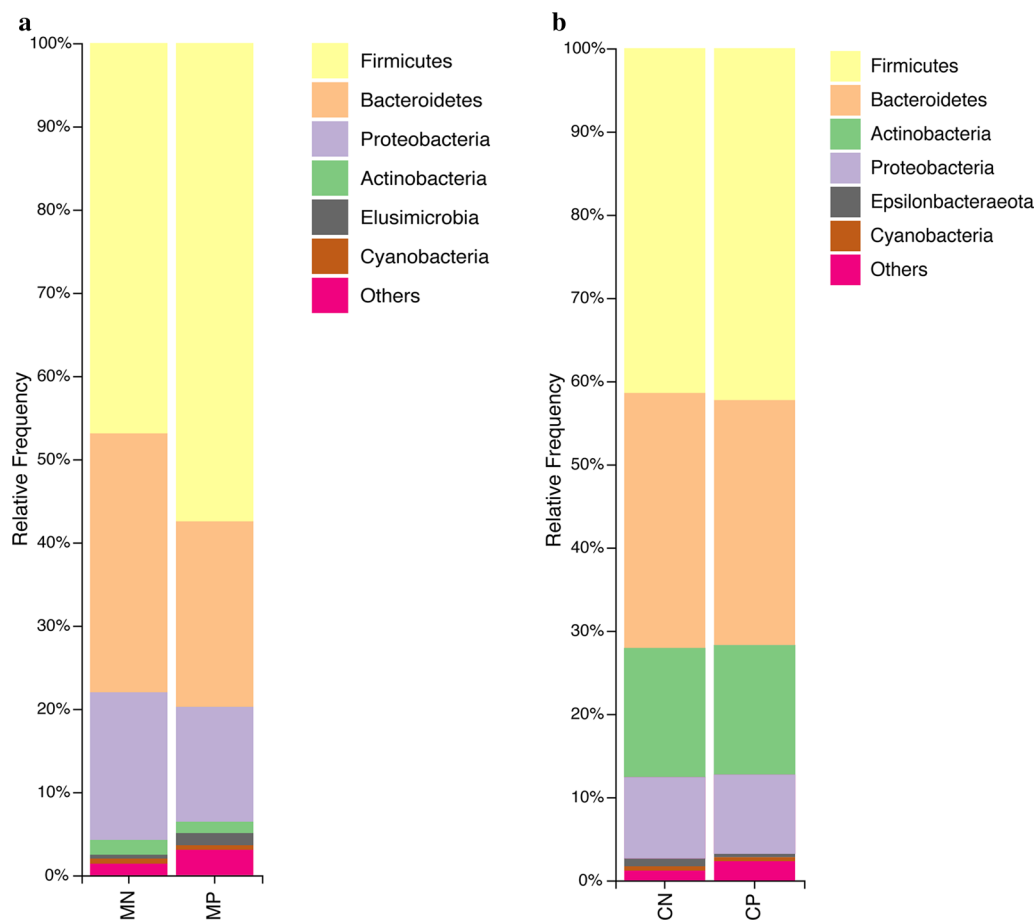 a
100%
90%
80%
70%
60%
50%
40%
30%
20%
10%
0%
Relative Frequency
MN
MP
Firmicutes
Bacteroidetes
Proteobacteria
Actinobacteria
Elusimicrobia
Cyanobacteria
Others
b
100%
90%
80%
70%
60%
50%
40%
30%
20%
10%
0%
Relative Frequency
CN
CP
Firmicutes
Bacteroidetes
Actinobacteria
Proteobacteria
Epsilonbacteraeota
Cyanobacteria
Others